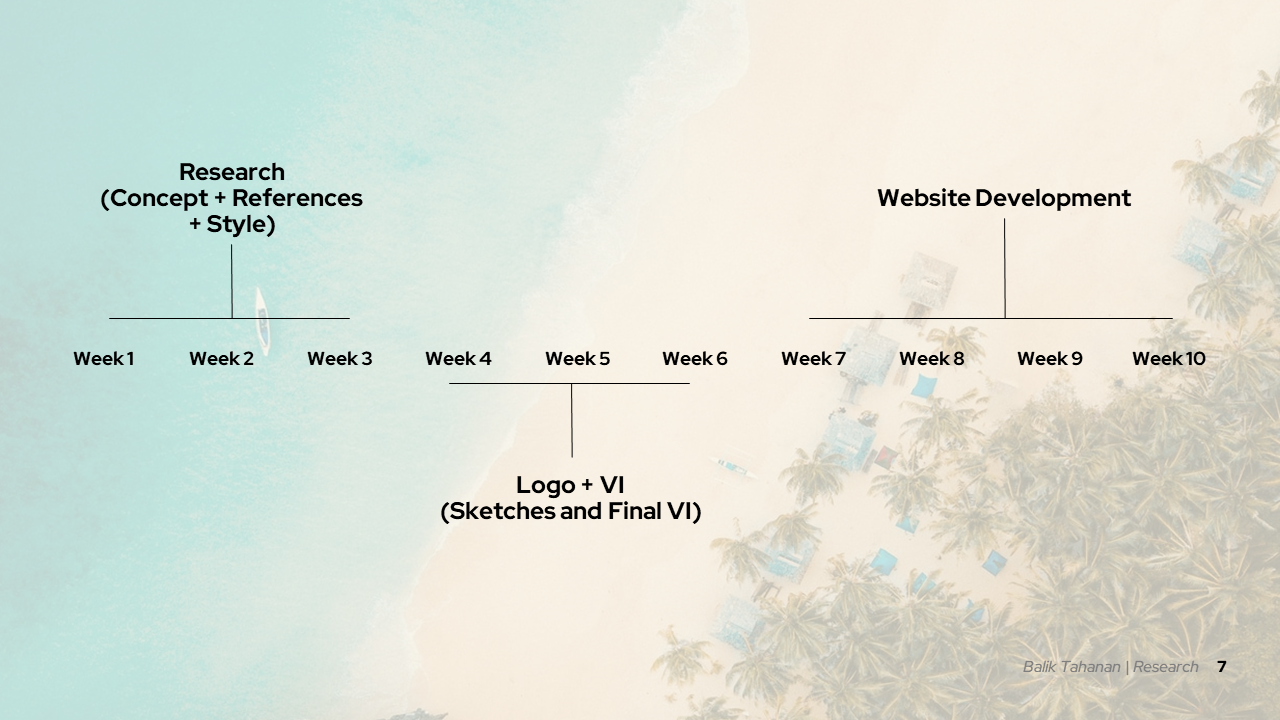 Research
(Concept + References
+ Style)
Website Development
Week 1 Week 2 Week 3 Week 4 Week 5 Week 6 Week 7 Week 8 Week 9 Week 10
Logo + VI
(Sketches and Final VI)
Balik Tahanan | Research 7